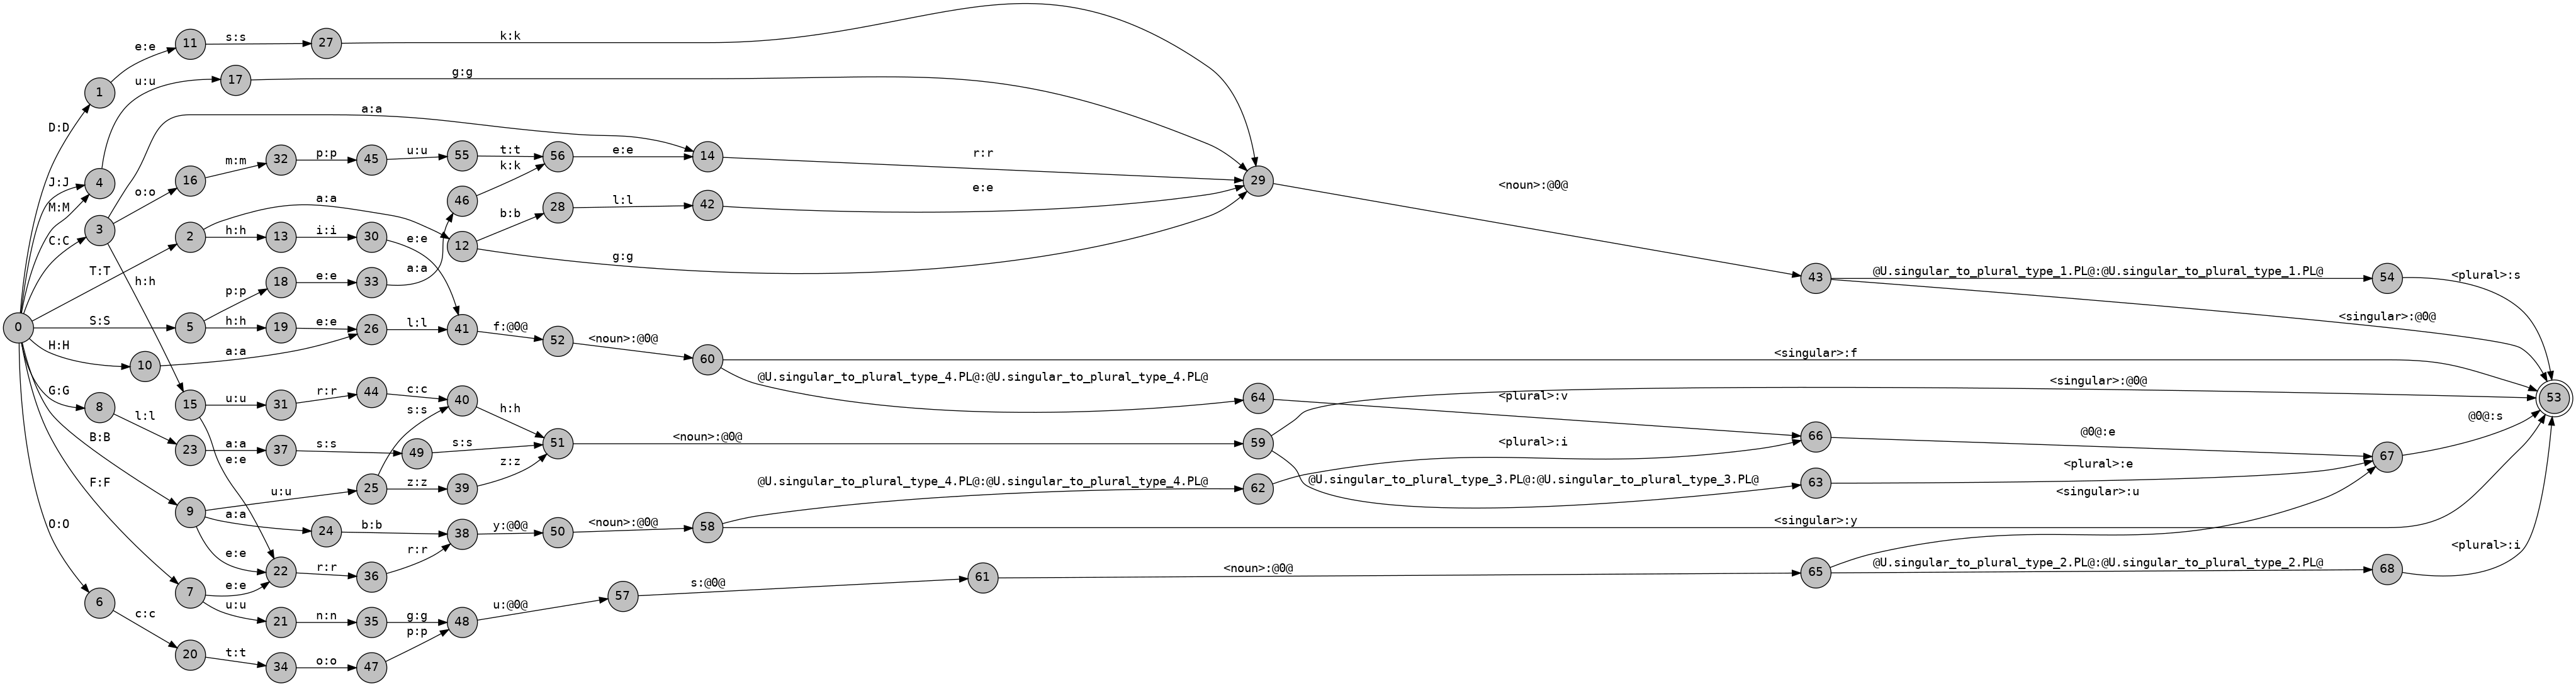 k:k
e:e
11
s:s
27
u:u
17
g:g
1
D:D
a:a
J:J
4
m:m
32
p:p
45
u:u
55
t:t
56
e:e
14
r:r
29
<noun>:@0@
M:M
o:o
16
k:k
46
b:b
28
l:l
42
e:e
C:C
3
a:a
2
h:h
13
i:i
30
e:e
12
g:g
T:T
h:h
p:p
18
e:e
33
a:a
43
@U.singular_to_plural_type_1.PL@:@U.singular_to_plural_type_1.PL@
54
<plural>:s
0
S:S
5
h:h
19
e:e
26
l:l
41
f:@0@
52
<noun>:@0@
60
<singular>:@0@
H:H
10
a:a
<singular>:f
@U.singular_to_plural_type_4.PL@:@U.singular_to_plural_type_4.PL@
64
<plural>:v
<singular>:@0@
53
G:G
8
l:l
15
u:u
31
r:r
44
c:c
40
h:h
s:s
B:B
23
a:a
37
s:s
49
s:s
51
<noun>:@0@
59
<plural>:i
66
@0@:e
67
@0@:s
e:e
z:z
F:F
u:u
25
z:z
39
@U.singular_to_plural_type_4.PL@:@U.singular_to_plural_type_4.PL@
62
@U.singular_to_plural_type_3.PL@:@U.singular_to_plural_type_3.PL@
63
<plural>:e
<singular>:u
9
a:a
24
b:b
38
y:@0@
50
<noun>:@0@
58
<singular>:y
O:O
e:e
22
r:r
36
r:r
<noun>:@0@
65
@U.singular_to_plural_type_2.PL@:@U.singular_to_plural_type_2.PL@
68
<plural>:i
7
e:e
u:u
21
n:n
35
g:g
48
u:@0@
57
s:@0@
61
6
c:c
20
t:t
34
o:o
47
p:p